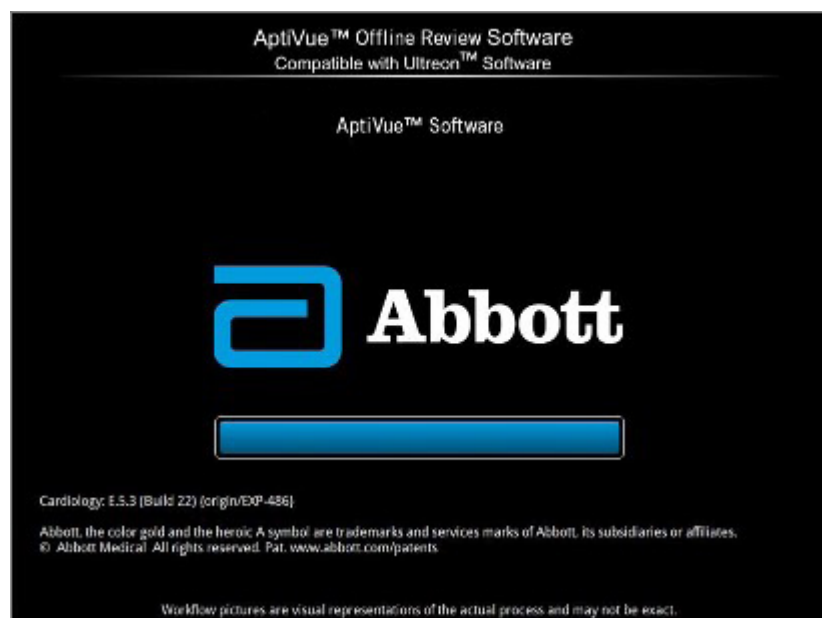 AptiVue™ Offline Review Software
Compatible with Ultreon™ Software
AptiVue™ Software
Abbott
Cardiology: E.5.3 (Build 22) (origin/EXP-486)
Abbott, the color gold and the heroic A symbol are trademarks and services marks of Abbott, its subsidiaries or affiliates.
© Abbott Medical All rights reserved. Pat. www.abbott.com/patents
Workflow pictures are visual representations of the actual process and may not be exact.